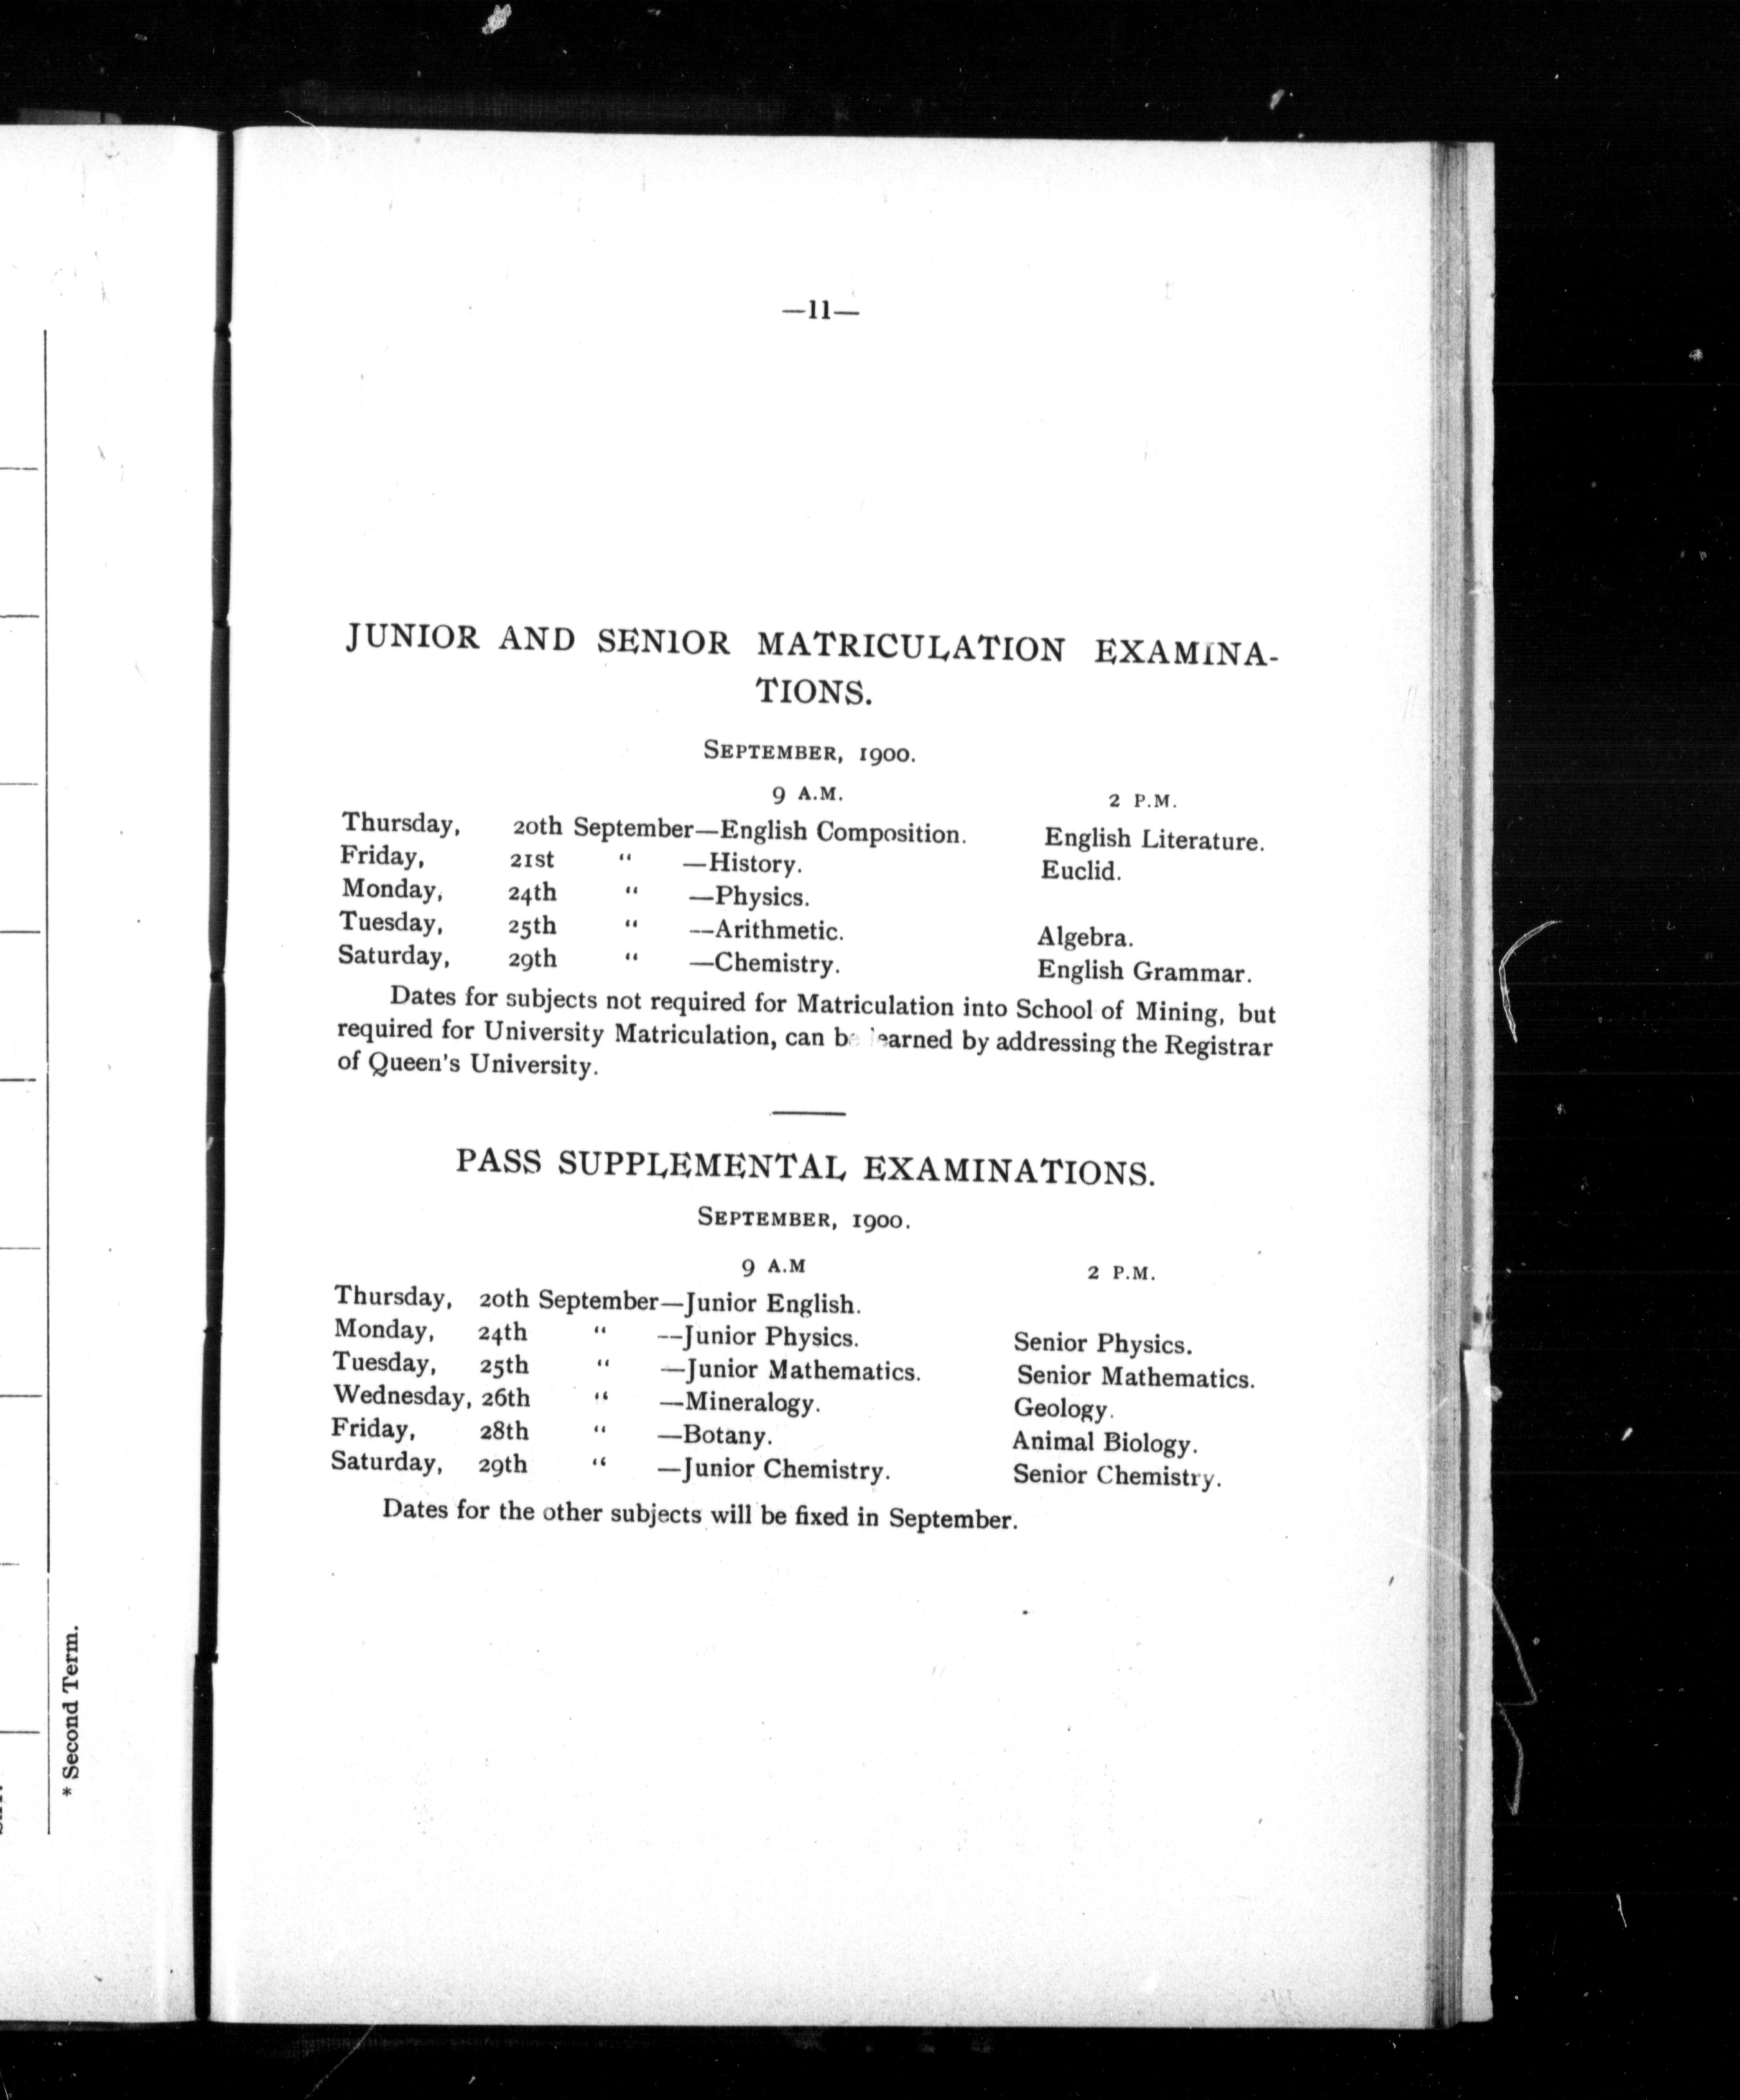 —11—
JUNIOR AND SENIOR MATRICULATION EXAMINA-
TIONS.
SEPTEMBER, 1900.
9 A.M. 2 P.M.
Thursday, 20th September—English Composition. English Literature.
Friday, 21st " —History. Euclid.
Monday, 24th " —Physics.
Tuesday, 25th " —Arithmetic. Algebra.
Saturday, 29th " —Chemistry. English Grammar.
Dates for subjects not required for Matriculation into School of Mining, but
required for University Matriculation, can be learned by addressing the Registrar
of Queen's University.
PASS SUPPLEMENTAL EXAMINATIONS.
SEPTEMBER, 1900.
9 A.M 2 P.M.
Thursday, 20th September—Junior English.
Monday, 24th " —Junior Physics. Senior Physics.
Tuesday, 25th " —Junior Mathematics. Senior Mathematics.
Wednesday, 26th " —Mineralogy. Geology.
Friday, 28th " —Botany. Animal Biology.
Saturday, 29th " —Junior Chemistry. Senior Chemistry.
Dates for the other subjects will be fixed in September.
* Second Term.